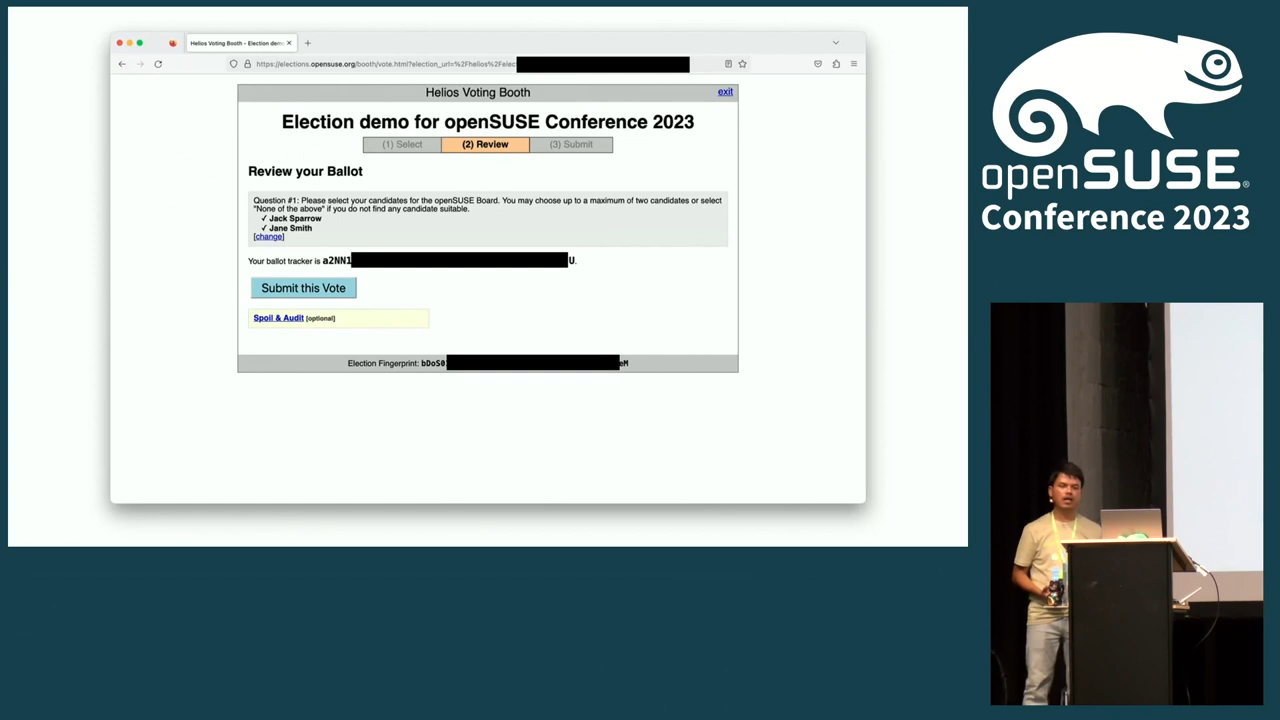 Helios Voting Booth - Election dem
https://elections.opensuse.org/booth/vote.html?election_url=%2Fhelios%2Felec
Helios Voting Booth
exit
Election demo for openSUSE Conference 2023
(1) Select
(2) Review
(3) Submit
Review your Ballot
Question #1: Please select your candidates for the openSUSE Board. You may choose up to a maximum of two candidates or select
"None of the above" if you do not find any candidate suitable.
✓ Jack Sparrow
✓ Jane Smith
[change]
Your ballot tracker is a2NN1 U.
Submit this Vote
Spoil & Audit [optional]
Election Fingerprint: bDoS0 eM
openSUSE®
Conference 2023